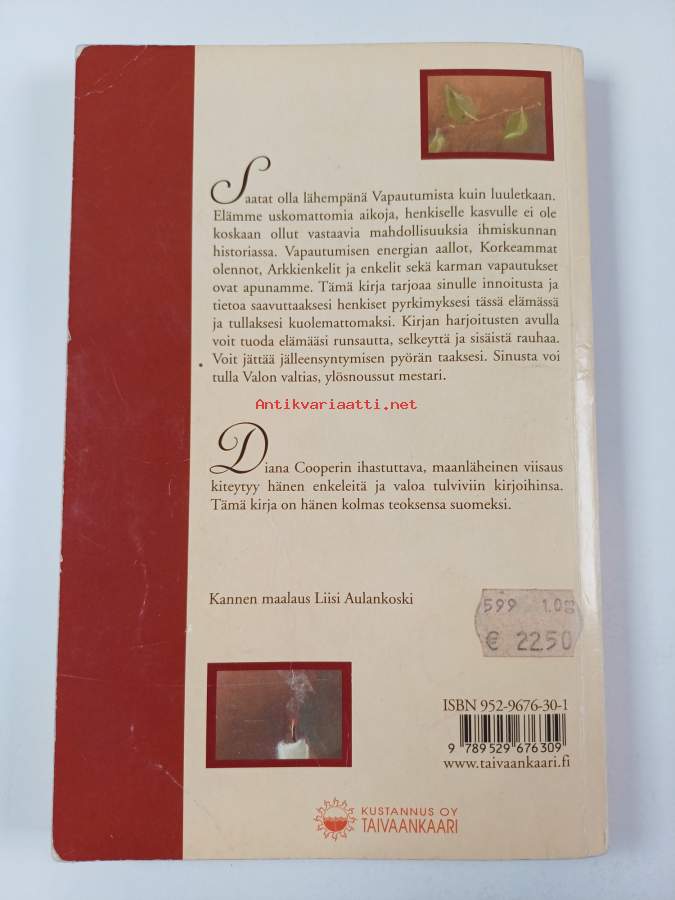 Saatat olla lähempänä Vapautumista kuin luuletkaan.
Elämme uskomattomia aikoja, henkiselle kasvulle ei ole
koskaan ollut vastaavia mahdollisuuksia ihmiskunnan
historiassa. Vapautumisen energian aallot, Korkeammat
olennot, Arkkienkelit ja enkelit sekä karman vapautukset
ovat apunamme. Tämä kirja tarjoaa sinulle innoitusta ja
tietoa saavuttaaksesi henkiset pyrkimyksesi tässä elämässä
ja tullaksesi kuolemattomaksi. Kirjan harjoitusten avulla
voit tuoda elämääsi runsautta, selkeyttä ja sisäistä rauhaa.
Voit jättää jälleensyntymisen pyörän taaksesi. Sinusta voi
tulla Valon valtias, ylösnoussut mestari.
Antikvariaatti.net
Diana Cooperin ihastuttava, maanläheinen viisaus
kiteytyy hänen enkeleitä ja valoa tulviviin kirjoihinsa.
Tämä kirja on hänen kolmas teoksensa suomeksi.
Kannen maalaus Liisi Aulankoski
599 1.08
€ 22.50
ISBN 952-9676-30-1
9 789529 676309
www.taivaankaari.fi
KUSTANNUS OY
TAIVAANKAARI